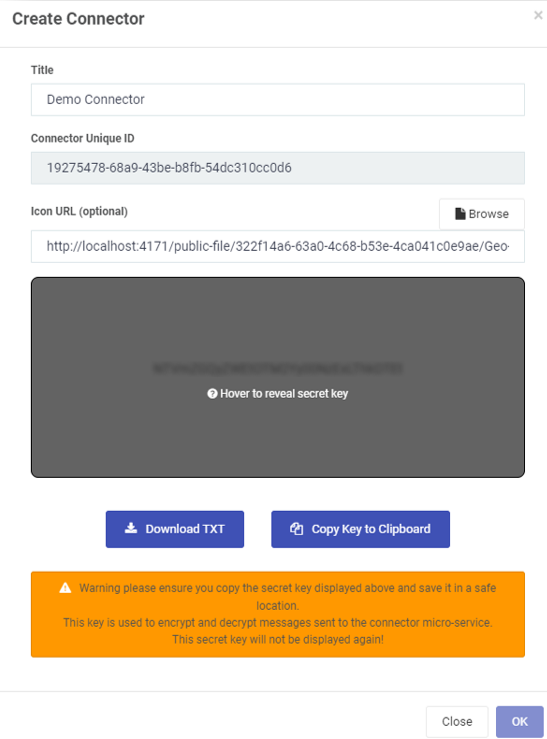 Create Connector
×
Title
Demo Connector
Connector Unique ID
19275478-68a9-43be-b8fb-54dc310cc0d6
Icon URL (optional)
Browse
http://localhost:4171/public-file/322f14a6-63a0-4c68-b53e-4ca041c0e9ae/Geo-
Hover to reveal secret key
Download TXT
Copy Key to Clipboard
Warning please ensure you copy the secret key displayed above and save it in a safe
location.
This key is used to encrypt and decrypt messages sent to the connector micro-service.
This secret key will not be displayed again!
Close
OK